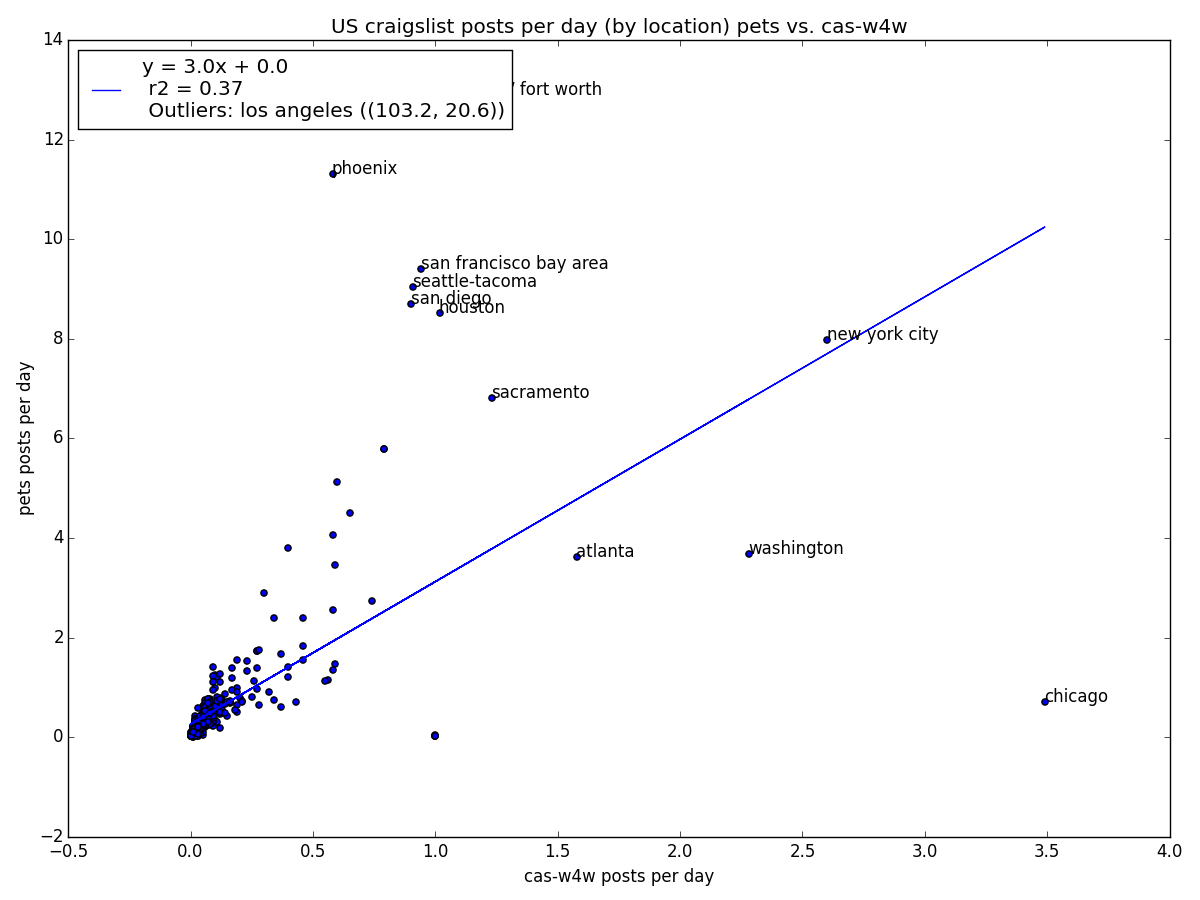 US craigslist posts per day (by location) pets vs. cas-w4w
14
y = 3.0x + 0.0
r2 = 0.37
Outliers: los angeles ((103.2, 20.6))
/ fort worth
12
phoenix
10
san francisco bay area
seattle-tacoma
san diego
houston
8
new york city
sacramento
6
pets posts per day
4
atlanta
washington
2
chicago
0
−2
−0.5 0.0 0.5 1.0 1.5 2.0 2.5 3.0 3.5 4.0
cas-w4w posts per day